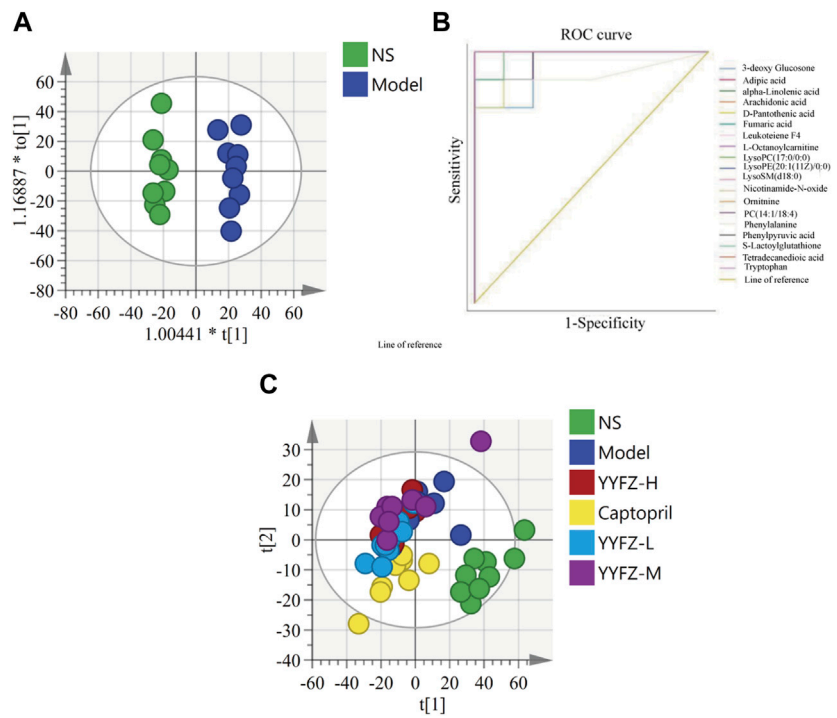 A
NS
Model
60
40
20
0
-20
-40
-60
-80
1.16887 * to[1]
-80 -60 -40 -20 0 20 40 60
1.00441 * t[1]
B
ROC curve
Sensitivity
1-Specificity
3-deoxy Glucosone
Adipic acid
alpha-Linolenic acid
Arachidonic acid
D-Pantothenic acid
Fumaric acid
Leukoteiene F4
L-Octanoylcarnitine
LysoPC(17:0/0:0)
LysoPE(20:1(11Z)/0;0)
LysoSM(d18:0)
Nicotinamide-N-oxide
Ornitnine
PC(14:1/18:4)
Phenylalanine
Phenylpyruvic acid
S-Lactoylglutathione
Tetradecanedioic acid
Tryptophan
Line of reference
Line of reference
C
NS
Model
YYFZ-H
Captopril
YYFZ-L
YYFZ-M
30
20
10
0
-10
-20
-30
-40
t[2]
-60 -40 -20 0 20 40 60
t[1]